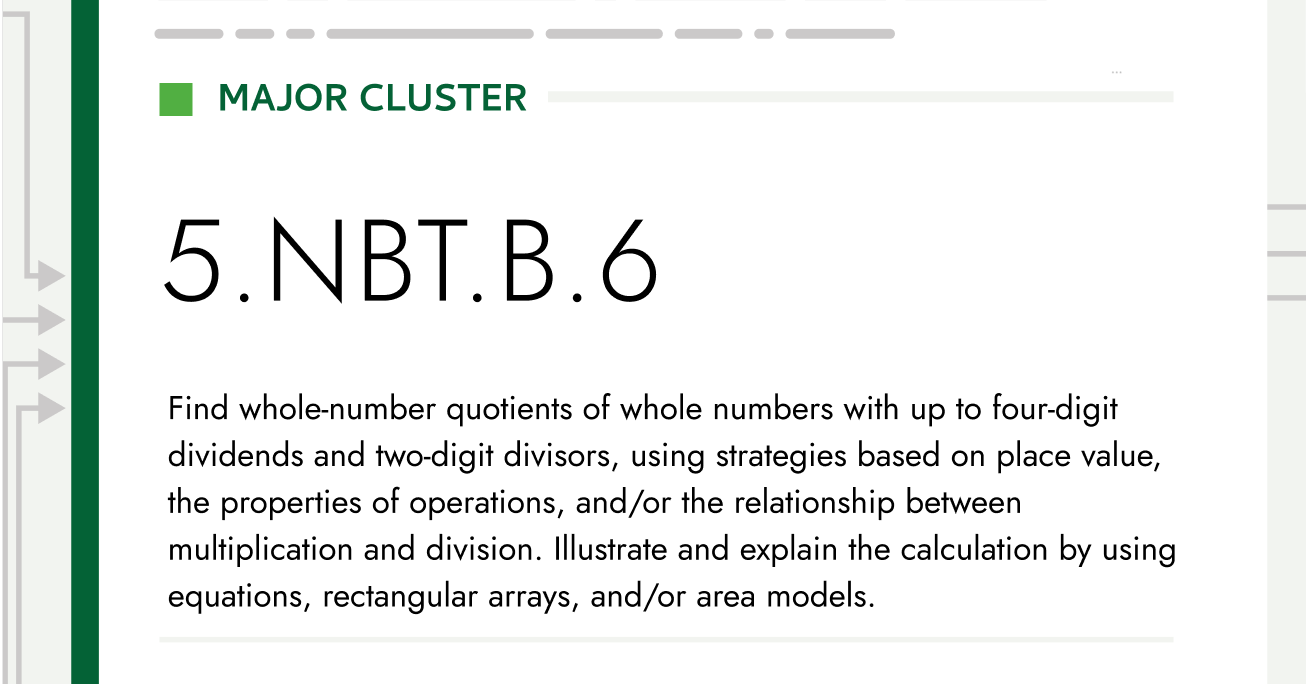 MAJOR CLUSTER
5.NBT.B.6
Find whole-number quotients of whole numbers with up to four-digit
dividends and two-digit divisors, using strategies based on place value,
the properties of operations, and/or the relationship between
multiplication and division. Illustrate and explain the calculation by using
equations, rectangular arrays, and/or area models.